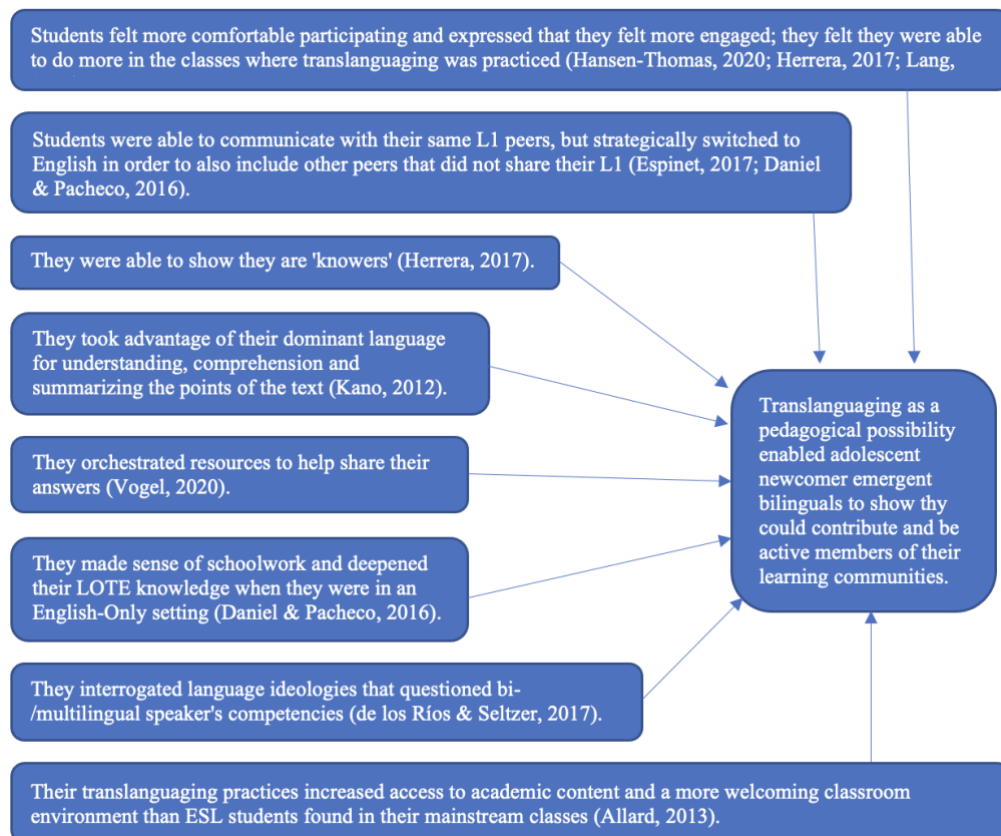 Students felt more comfortable participating and expressed that they felt more engaged; they felt they were able
to do more in the classes where translanguaging was practiced (Hansen-Thomas, 2020; Herrera, 2017; Lang,
Students were able to communicate with their same L1 peers, but strategically switched to
English in order to also include other peers that did not share their L1 (Espinet, 2017; Daniel
& Pacheco, 2016).
They were able to show they are 'knowers' (Herrera, 2017).
They took advantage of their dominant language
for understanding, comprehension and
summarizing the points of the text (Kano, 2012).
They orchestrated resources to help share their
answers (Vogel, 2020).
They made sense of schoolwork and deepened
their LOTE knowledge when they were in an
English-Only setting (Daniel & Pacheco, 2016).
They interrogated language ideologies that questioned bi-
/multilingual speaker's competencies (de los Ríos & Seltzer, 2017).
Their translanguaging practices increased access to academic content and a more welcoming classroom
environment than ESL students found in their mainstream classes (Allard, 2013).
Translanguaging as a
pedagogical possibility
enabled adolescent
newcomer emergent
bilinguals to show thy
could contribute and be
active members of their
learning communities.